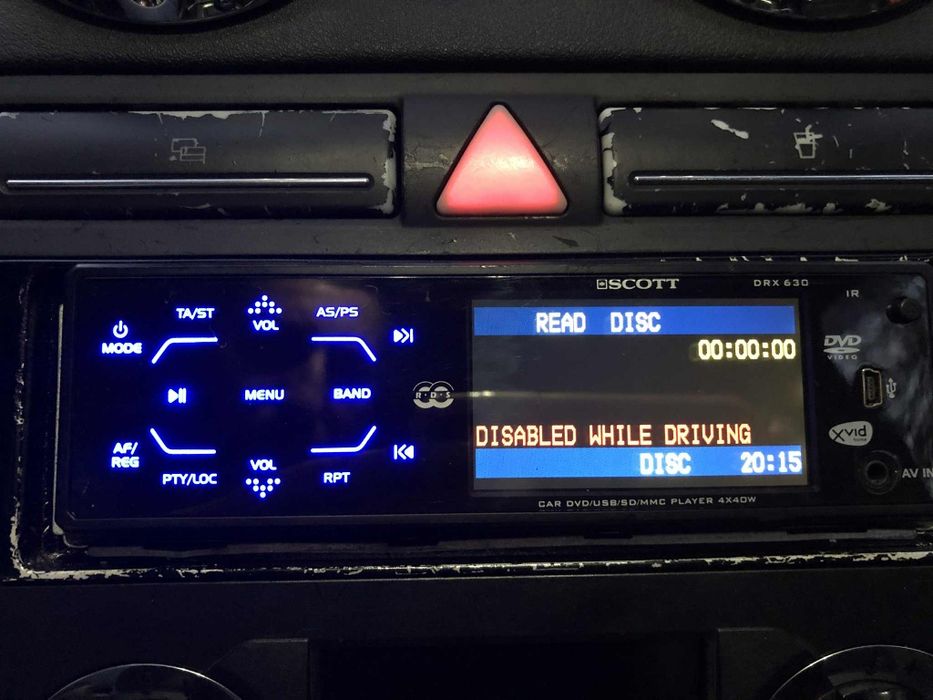 SCOTT
DRX 630
IR
TA/ST
VOL
AS/PS
MODE
READ DISC
00:00:00
DVD
VIDEO
MENU
BAND
R·D·S
AF/
REG
PTY/LOC
VOL
RPT
DISABLED WHILE DRIVING
DISC 20:15
xvid
home
AV IN
CAR DVD/USB/SD/MMC PLAYER 4X40W